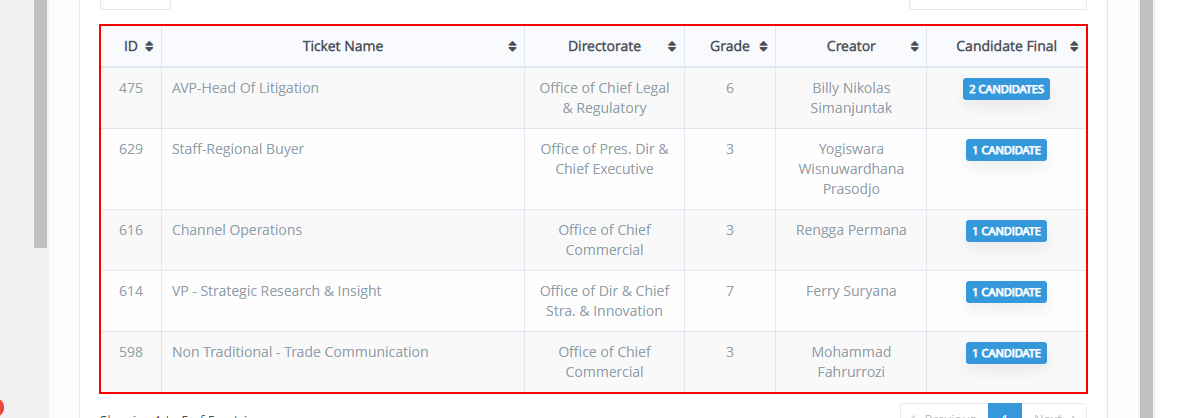 ID Ticket Name Directorate Grade Creator Candidate Final
475 AVP-Head Of Litigation Office of Chief Legal 6 Billy Nikolas 2 CANDIDATES
& Regulatory Simanjuntak
629 Staff-Regional Buyer Office of Pres. Dir & 3 Yogiswara 1 CANDIDATE
Chief Executive Wisnuwardhana
Prasodjo
616 Channel Operations Office of Chief 3 Rengga Permana 1 CANDIDATE
Commercial
614 VP - Strategic Research & Insight Office of Dir & Chief 7 Ferry Suryana 1 CANDIDATE
Stra. & Innovation
598 Non Traditional - Trade Communication Office of Chief 3 Mohammad 1 CANDIDATE
Commercial Fahrurrozi
Previous 1 Next